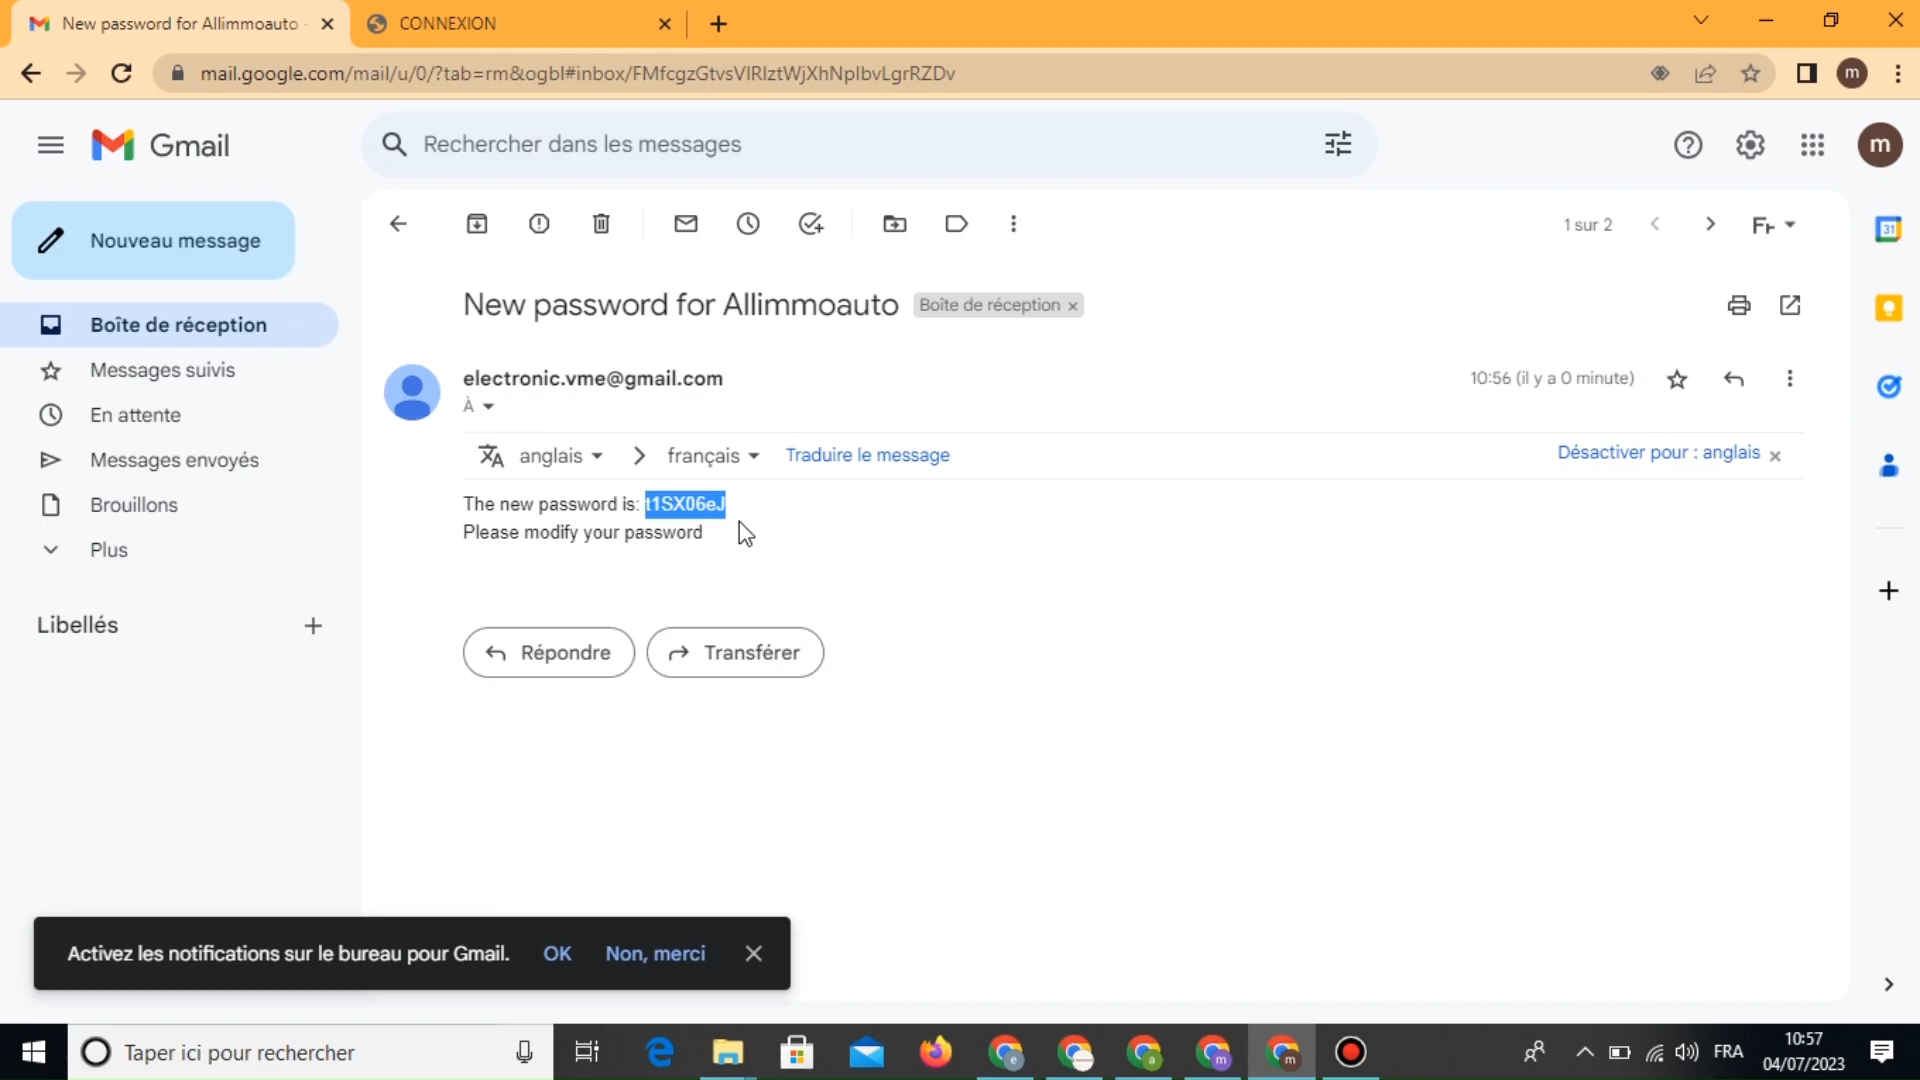 New password for Allimmoauto
CONNEXION
mail.google.com/mail/u/0/?tab=rm&ogbl#inbox/FMfcgzGtvsVlRlztWjXhNplbvLgrRZDv
m
Gmail
Rechercher dans les messages
m
Nouveau message
1 sur 2
31
New password for Allimmoauto
Boîte de réception
Boîte de réception
Messages suivis
En attente
Messages envoyés
Brouillons
Plus
Libellés
electronic.vme@gmail.com
10:56 (il y a 0 minute)
À
anglais
français
Traduire le message
Désactiver pour : anglais
The new password is: t1SX06eJ
Please modify your password
Répondre
Transférer
Activez les notifications sur le bureau pour Gmail.
OK
Non, merci
Taper ici pour rechercher
e
a
m
m
FRA
10:57
04/07/2023